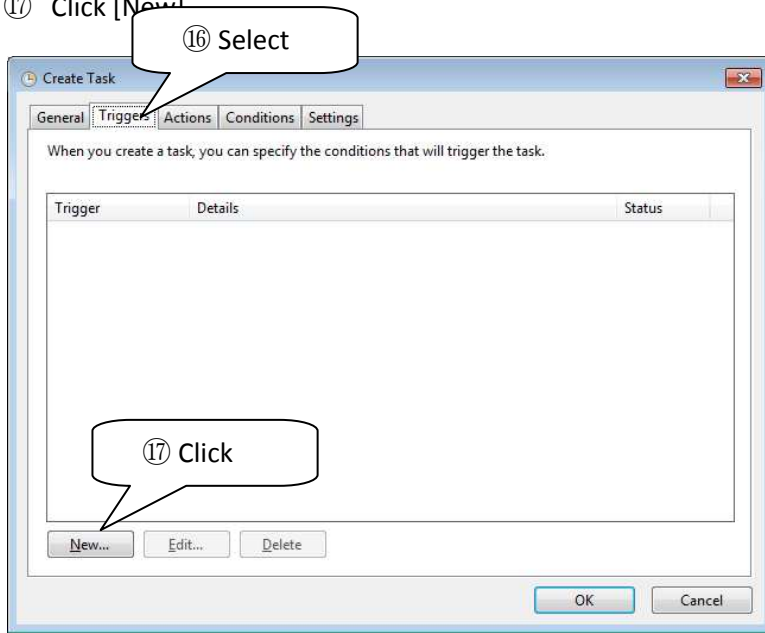 ⑰ Click [New]
⑯ Select
Create Task
General Triggers Actions Conditions Settings
When you create a task, you can specify the conditions that will trigger the task.
Trigger Details Status
⑰ Click
New... Edit... Delete
OK Cancel